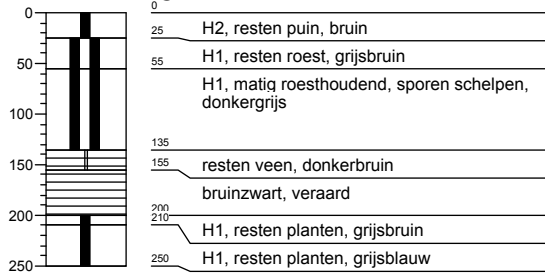 0
0
25
H2, resten puin, bruin
55
H1, resten roest, grijsbruin
50
H1, matig roesthoudend, sporen schelpen,
donkergrijs
100
135
150
155
resten veen, donkerbruin
bruinzwart, veraard
200
200
210
H1, resten planten, grijsbruin
250
250
H1, resten planten, grijsblauw